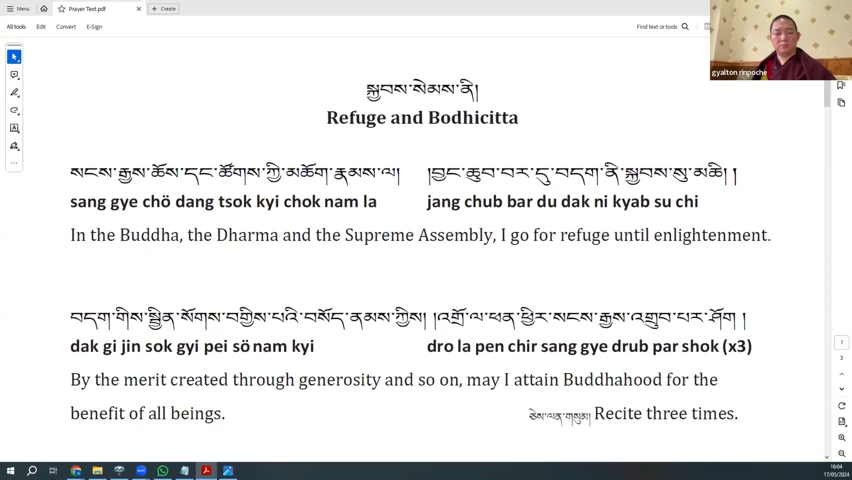 Menu
Prayer Text.pdf
Create
All tools Edit Convert E-Sign
Find text or tools
gyalton rinpoche
སྐྱབས་སེམས་ནི།
Refuge and Bodhicitta
སངས་རྒྱས་ཆོས་དང་ཚོགས་ཀྱི་མཆོག་རྣམས་ལ། །བྱང་ཆུབ་བར་དུ་བདག་ནི་སྐྱབས་སུ་མཆི། །
sang gye chö dang tsok kyi chok nam la jang chub bar du dak ni kyab su chi
In the Buddha, the Dharma and the Supreme Assembly, I go for refuge until enlightenment.
བདག་གིས་སྦྱིན་སོགས་བགྱིས་པའི་བསོད་ནམས་ཀྱིས། །འགྲོ་ལ་ཕན་ཕྱིར་སངས་རྒྱས་འགྲུབ་པར་ཤོག །
dak gi jin sok gyi pei sö nam kyi dro la pen chir sang gye drub par shok (x3)
By the merit created through generosity and so on, may I attain Buddhahood for the
benefit of all beings. ཅེས་ལན་གསུམ། Recite three times.
1
3
16:04
17/05/2024